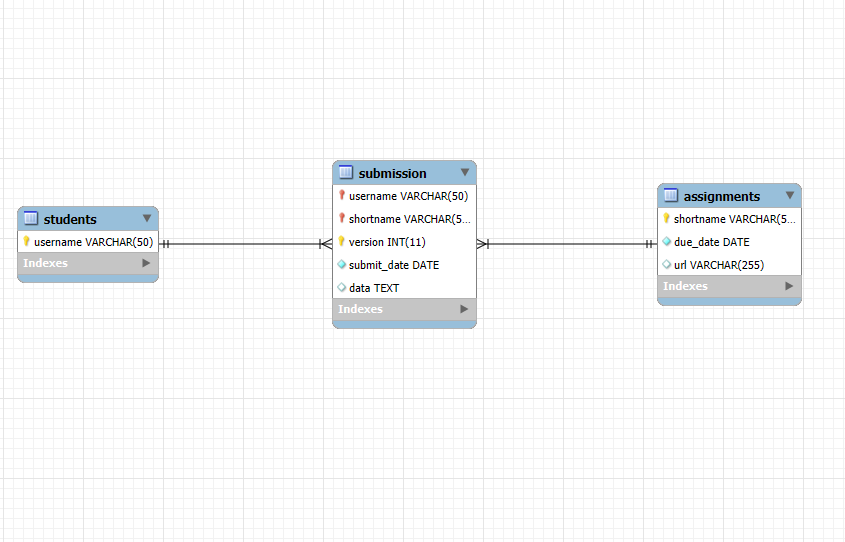 students
username VARCHAR(50)
Indexes
submission
username VARCHAR(50)
shortname VARCHAR(5...
version INT(11)
submit_date DATE
data TEXT
Indexes
assignments
shortname VARCHAR(5...
due_date DATE
url VARCHAR(255)
Indexes